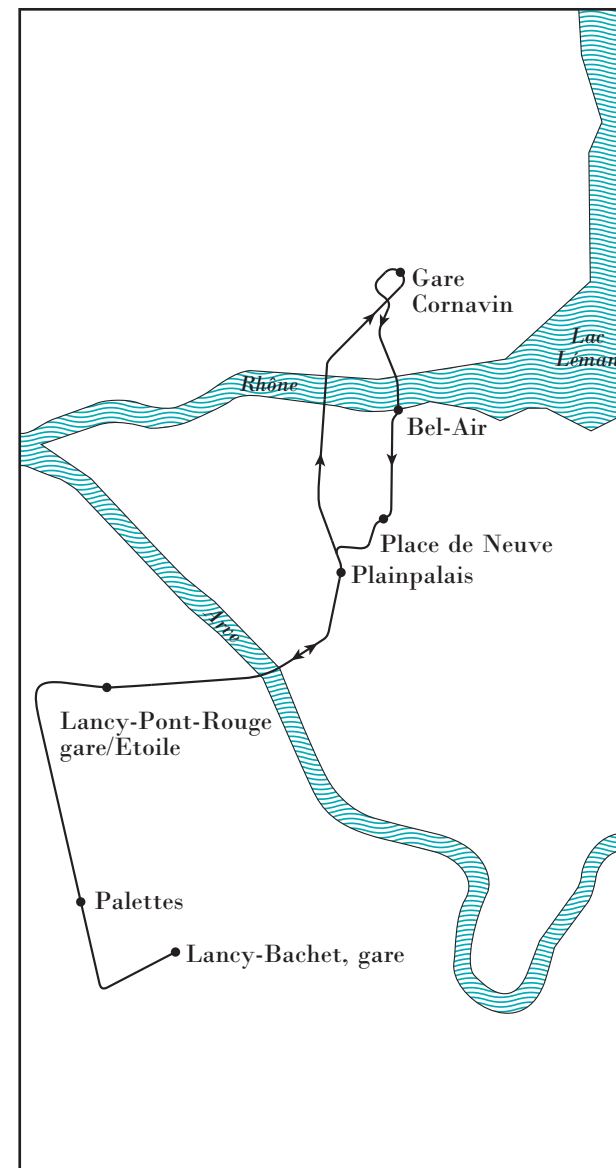 Gare
Cornavin
Lac
Léman
Rhône
Bel-Air
Place de Neuve
Plainpalais
Arve
Lancy-Pont-Rouge
gare/Etoile
Palettes
Lancy-Bachet, gare